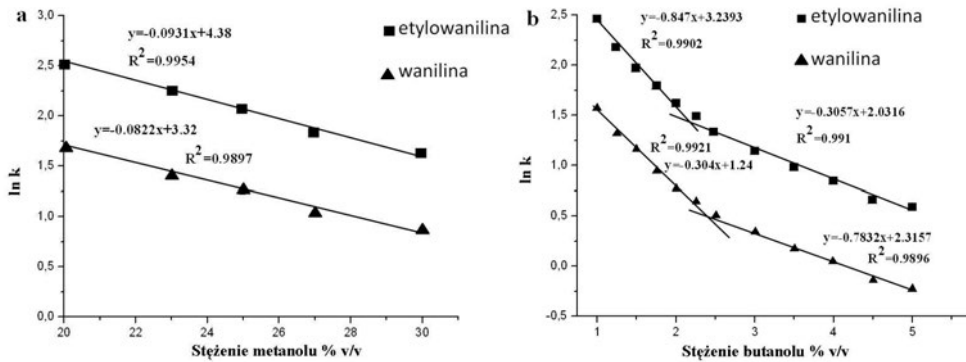 a
y=-0.0931x+4.38
R²=0.9954
■ etylowanilina
▲ wanilina
y=-0.0822x+3.32
R²=0.9897
ln k
3,0
2,5
2,0
1,5
1,0
0,5
0,0
20 22 24 26 28 30
Stężenie metanolu % v/v
b
y=-0.847x+3.2393
R²=0.9902
■ etylowanilina
▲ wanilina
y=-0.3057x+2.0316
R²=0.991
R²=0.9921
y=-0.304x+1.24
y=-0.7832x+2.3157
R²=0.9896
ln k
2,5
2,0
1,5
1,0
0,5
0,0
-0,5
1 2 3 4 5
Stężenie butanolu % v/v